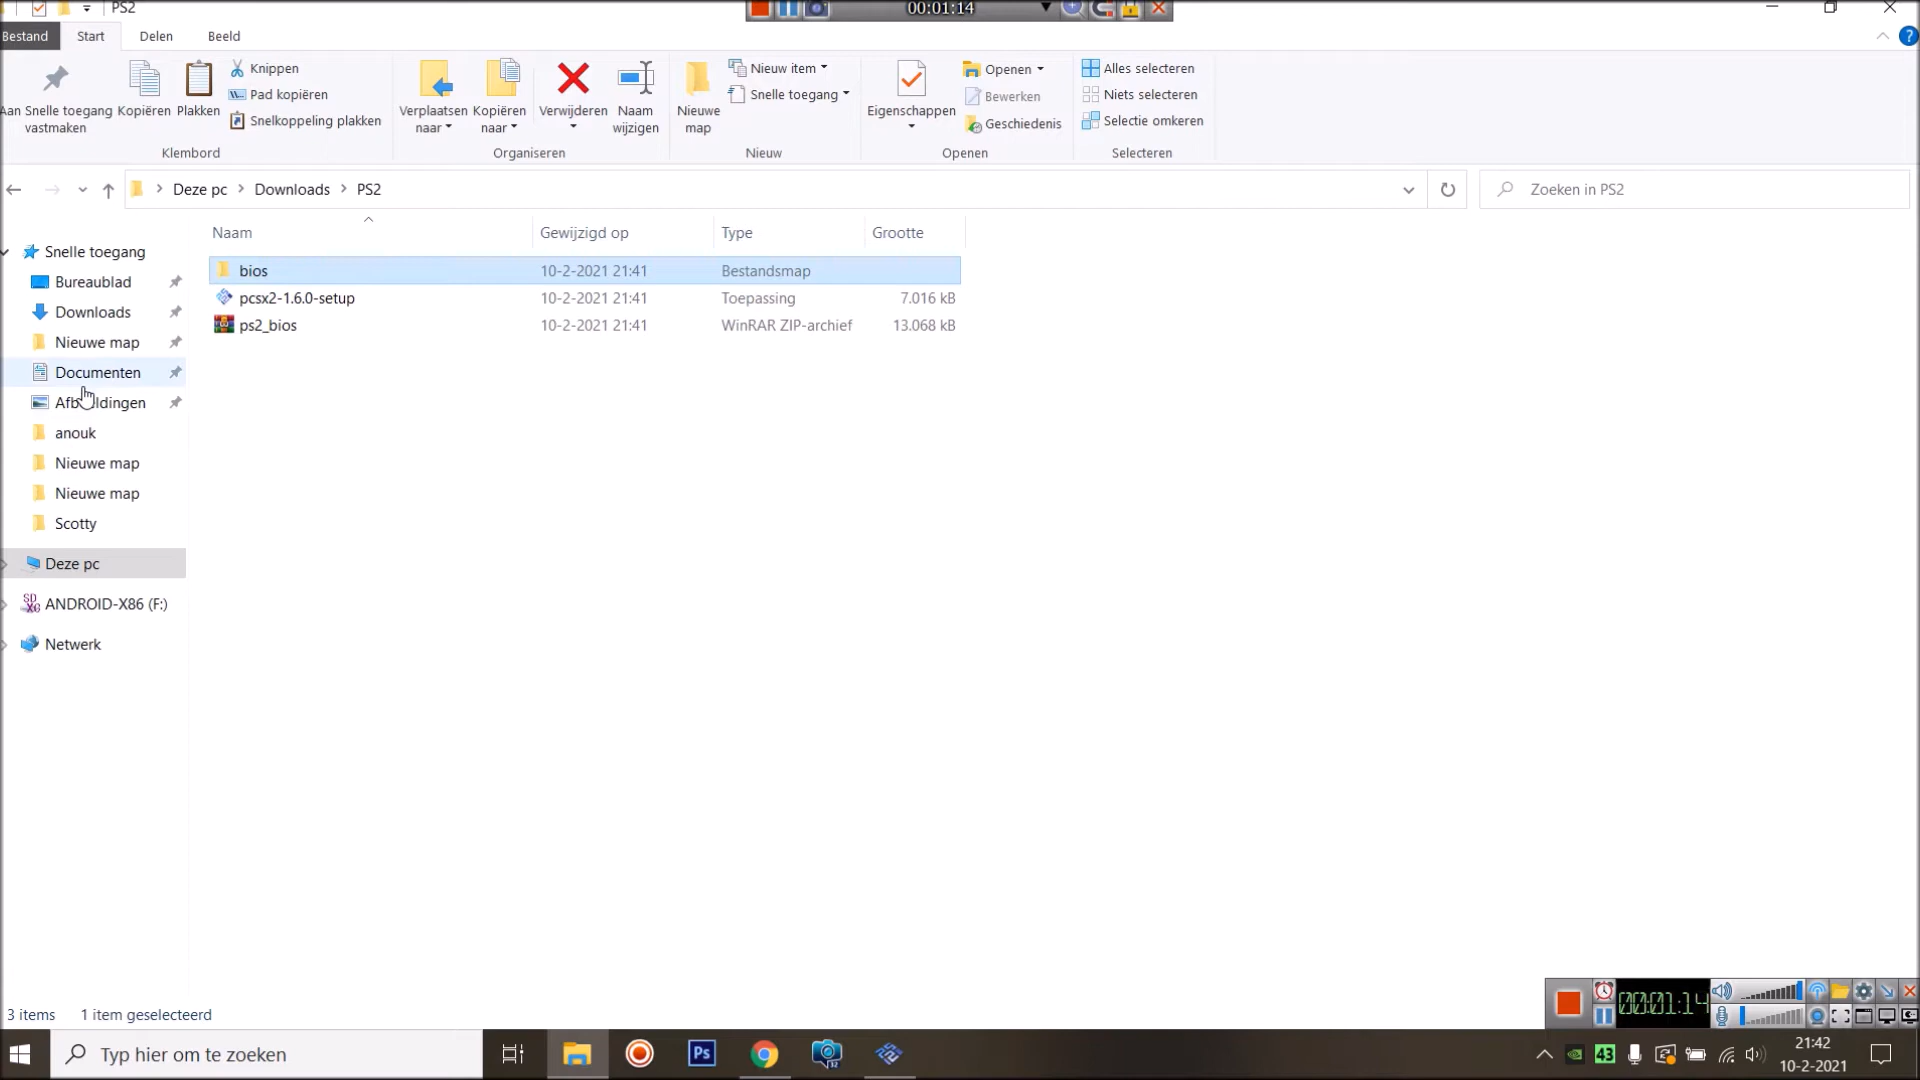 PS2
00:01:14
Bestand Start Delen Beeld
Aan Snelle toegang vastmaken
Kopiëren
Plakken
Knippen
Pad kopiëren
Snelkoppeling plakken
Klembord
Verplaatsen naar
Kopiëren naar
Verwijderen
Naam wijzigen
Organiseren
Nieuwe map
Nieuw item
Snelle toegang
Nieuw
Eigenschappen
Openen
Bewerken
Geschiedenis
Openen
Alles selecteren
Niets selecteren
Selectie omkeren
Selecteren
Deze pc > Downloads > PS2
Zoeken in PS2
Naam Gewijzigd op Type Grootte
bios 10-2-2021 21:41 Bestandsmap
pcsx2-1.6.0-setup 10-2-2021 21:41 Toepassing 7.016 kB
ps2_bios 10-2-2021 21:41 WinRAR ZIP-archief 13.068 kB
Snelle toegang
Bureaublad
Downloads
Nieuwe map
Documenten
Afbeeldingen
anouk
Nieuwe map
Nieuwe map
Scotty
Deze pc
ANDROID-X86 (F:)
Netwerk
3 items 1 item geselecteerd
00:01:14
Typ hier om te zoeken
Ps
43
21:42
10-2-2021